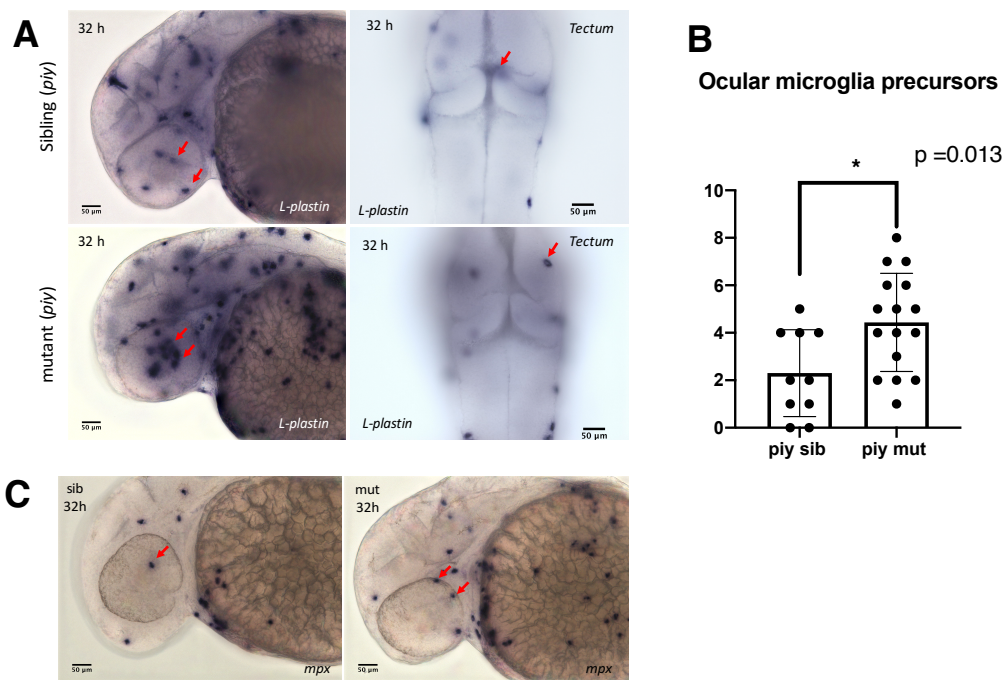 A
Sibling (piy)
32 h
50 µm
L-plastin
32 h
Tectum
L-plastin
50 µm
mutant (piy)
32 h
50 µm
L-plastin
32 h
Tectum
L-plastin
50 µm
B
Ocular microglia precursors
p =0.013
*
10
8
6
4
2
0
piy sib
piy mut
C
sib
32h
50 µm
mpx
mut
32h
50 µm
mpx